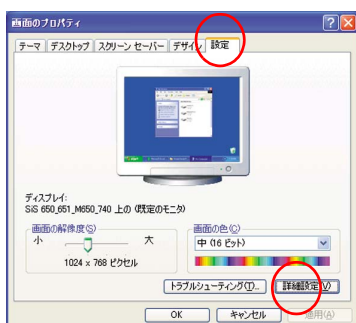 画面のプロパティ
テーマ デスクトップ スクリーン セーバー デザイン 設定
ディスプレイ:
SiS 650_651_M650_740 上の (既定のモニタ)
画面の解像度(S)
小 大
1024 x 768 ピクセル
画面の色(C)
中 (16 ビット)
トラブルシューティング(T)... 詳細設定(V)
OK キャンセル 適用(A)